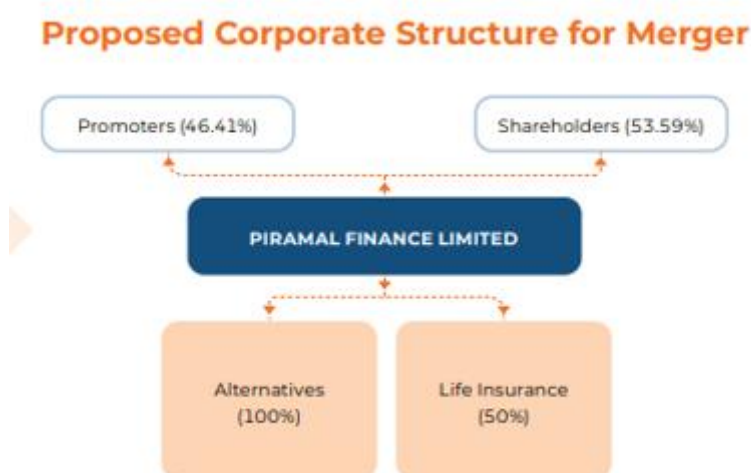 Proposed Corporate Structure for Merger
Promoters (46.41%)
Shareholders (53.59%)
PIRAMAL FINANCE LIMITED
Alternatives
(100%)
Life Insurance
(50%)